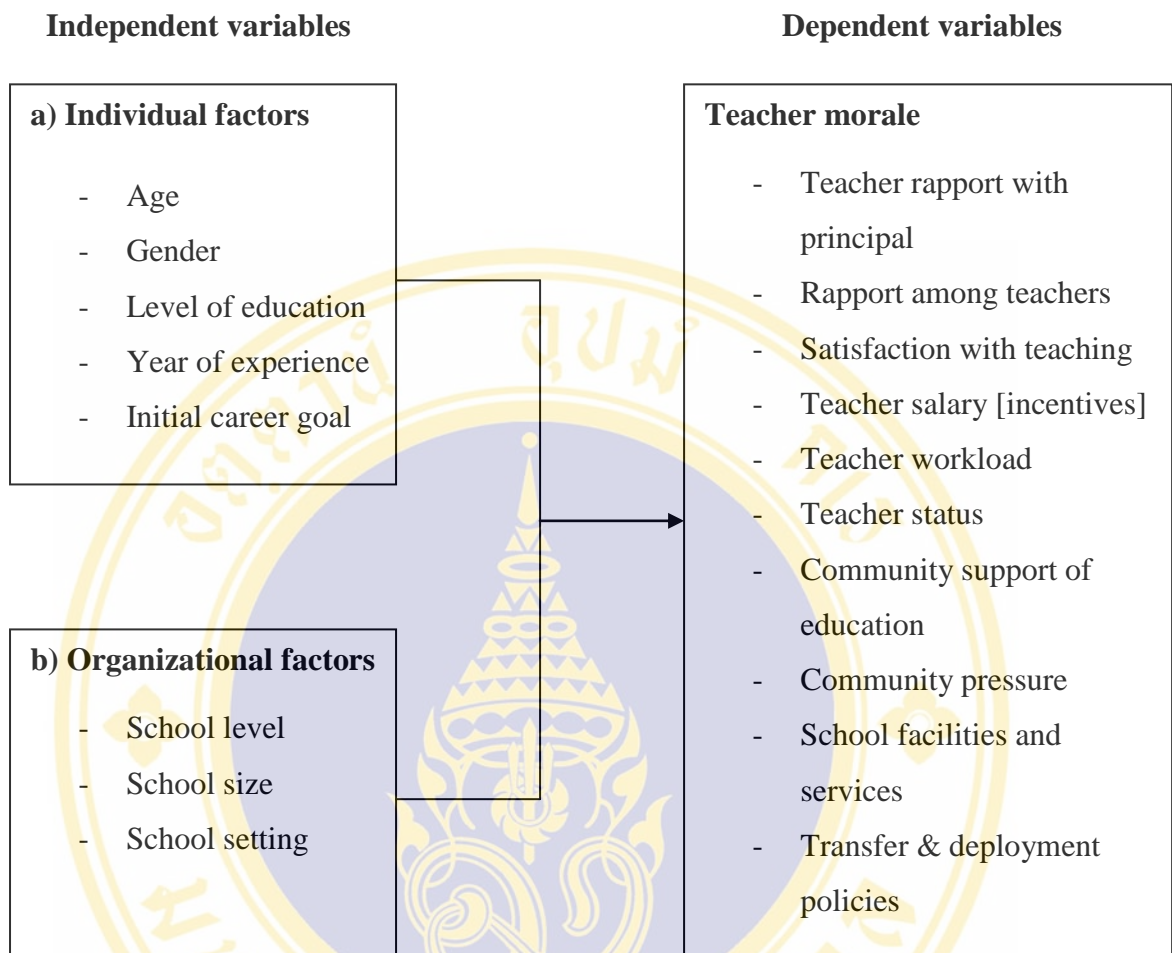 Independent variables
Dependent variables
a) Individual factors
- Age
- Gender
- Level of education
- Year of experience
- Initial career goal
b) Organizational factors
- School level
- School size
- School setting
Teacher morale
- Teacher rapport with
principal
- Rapport among teachers
- Satisfaction with teaching
- Teacher salary [incentives]
- Teacher workload
- Teacher status
- Community support of
education
- Community pressure
- School facilities and
services
- Transfer & deployment
policies